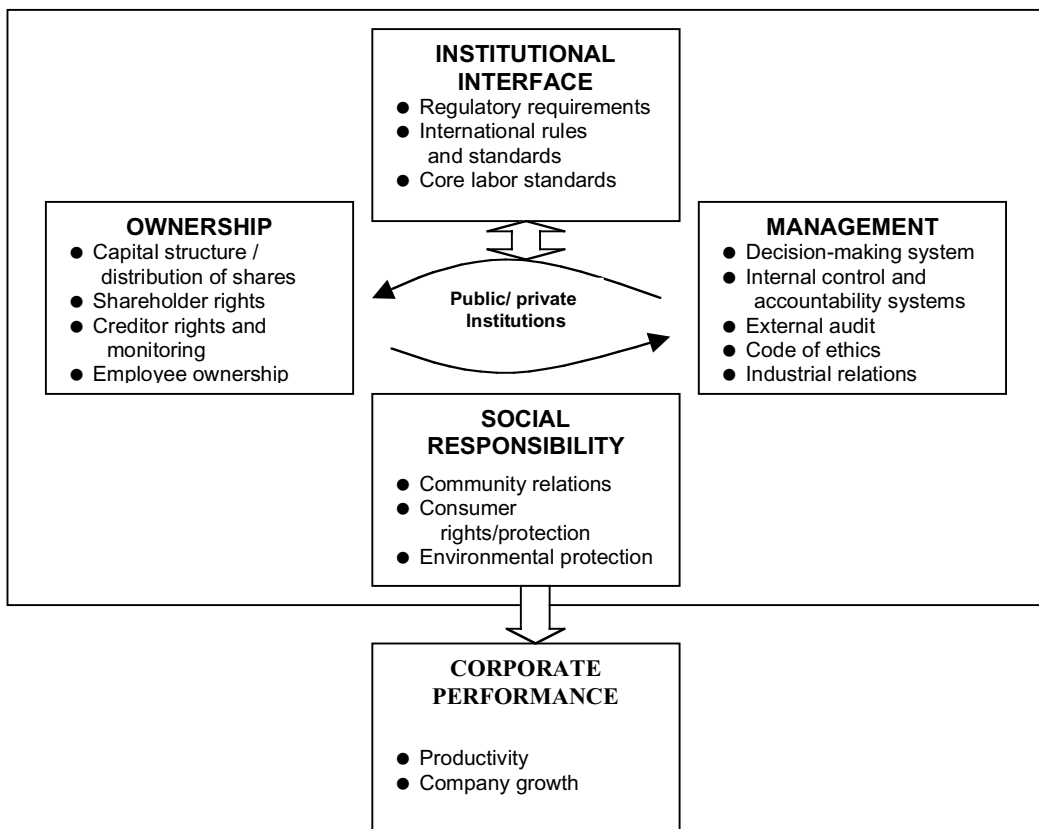 INSTITUTIONAL
INTERFACE
● Regulatory requirements
● International rules
and standards
● Core labor standards
OWNERSHIP
● Capital structure /
distribution of shares
● Shareholder rights
● Creditor rights and
monitoring
● Employee ownership
Public/ private
Institutions
MANAGEMENT
● Decision-making system
● Internal control and
accountability systems
● External audit
● Code of ethics
● Industrial relations
SOCIAL
RESPONSIBILITY
● Community relations
● Consumer
rights/protection
● Environmental protection
CORPORATE
PERFORMANCE
● Productivity
● Company growth